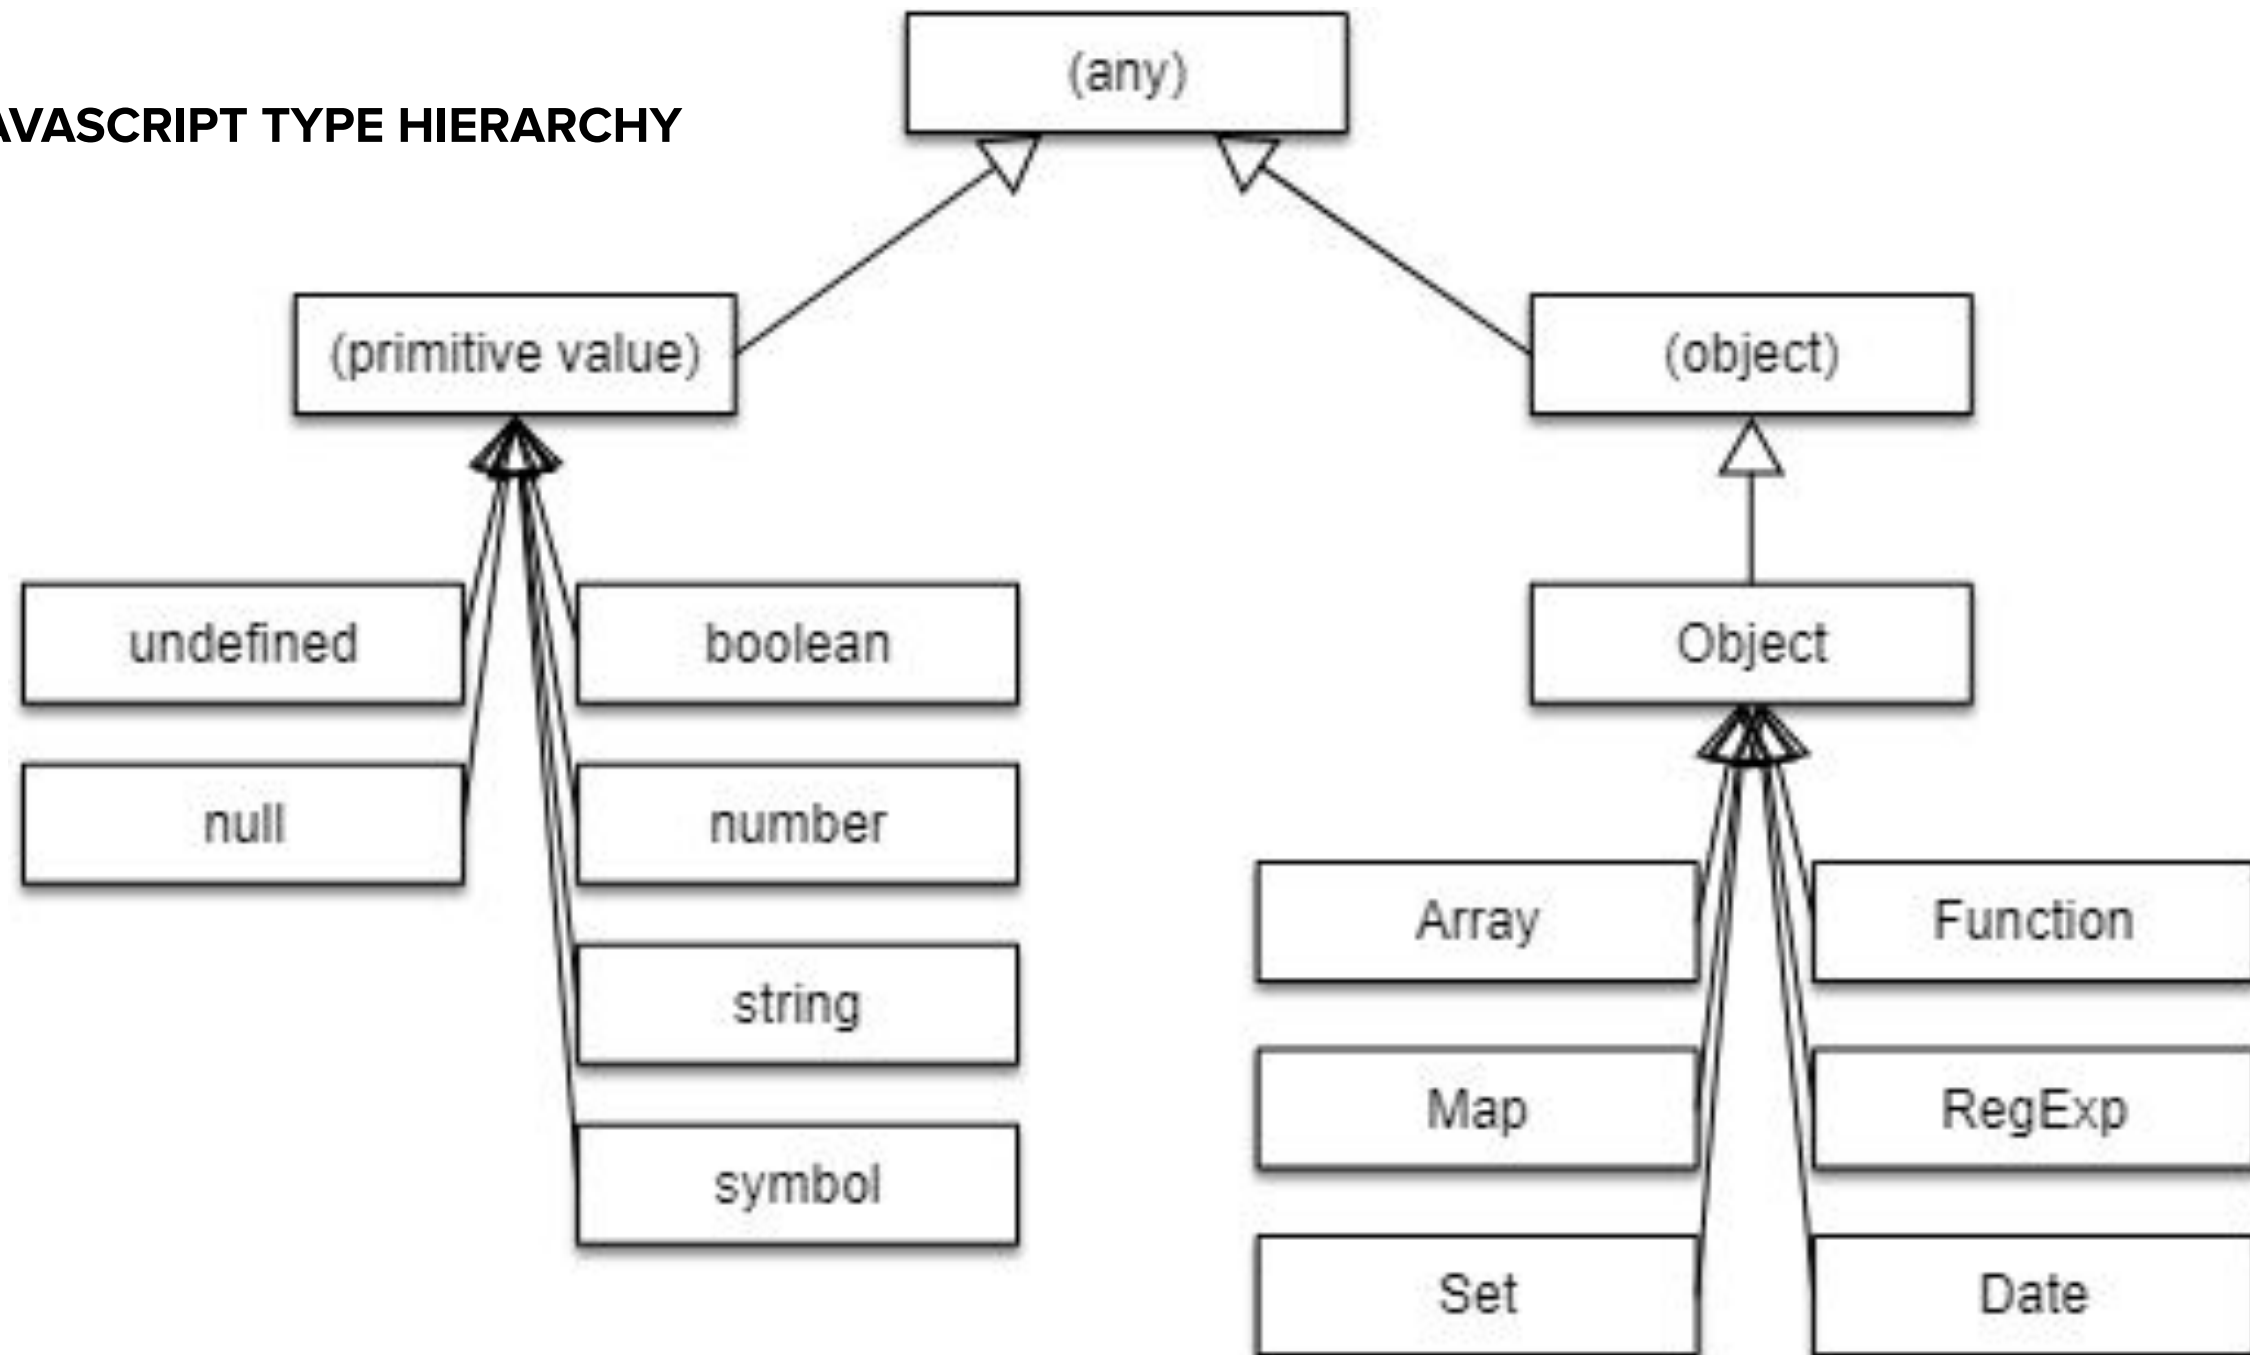 (any)
AVASCRIPT TYPE HIERARCHY
(primitive value)
(object)
undefined
boolean
Object
null
number
Array
Function
string
Map
RegExp
symbol
Set
Date